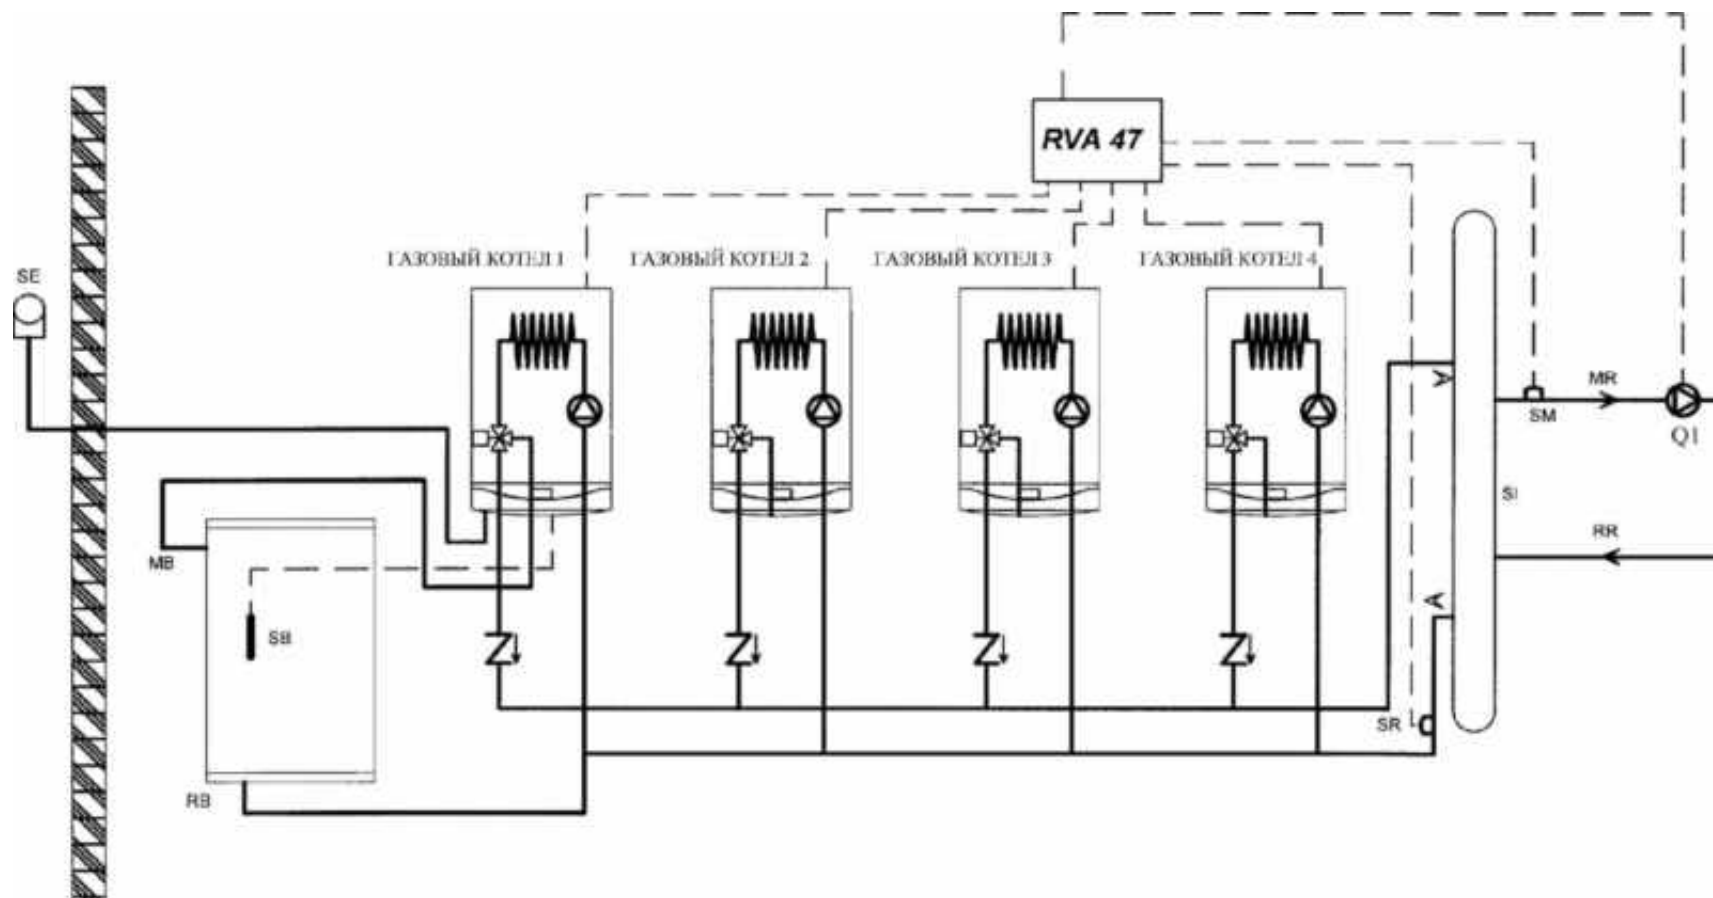 RVA 47
ГАЗОВЫЙ КОТЕЛ 1
ГАЗОВЫЙ КОТЕЛ 2
ГАЗОВЫЙ КОТЕЛ 3
ГАЗОВЫЙ КОТЕЛ 4
SE
MR
SM
Q1
SI
RR
MB
SB
SR
RB